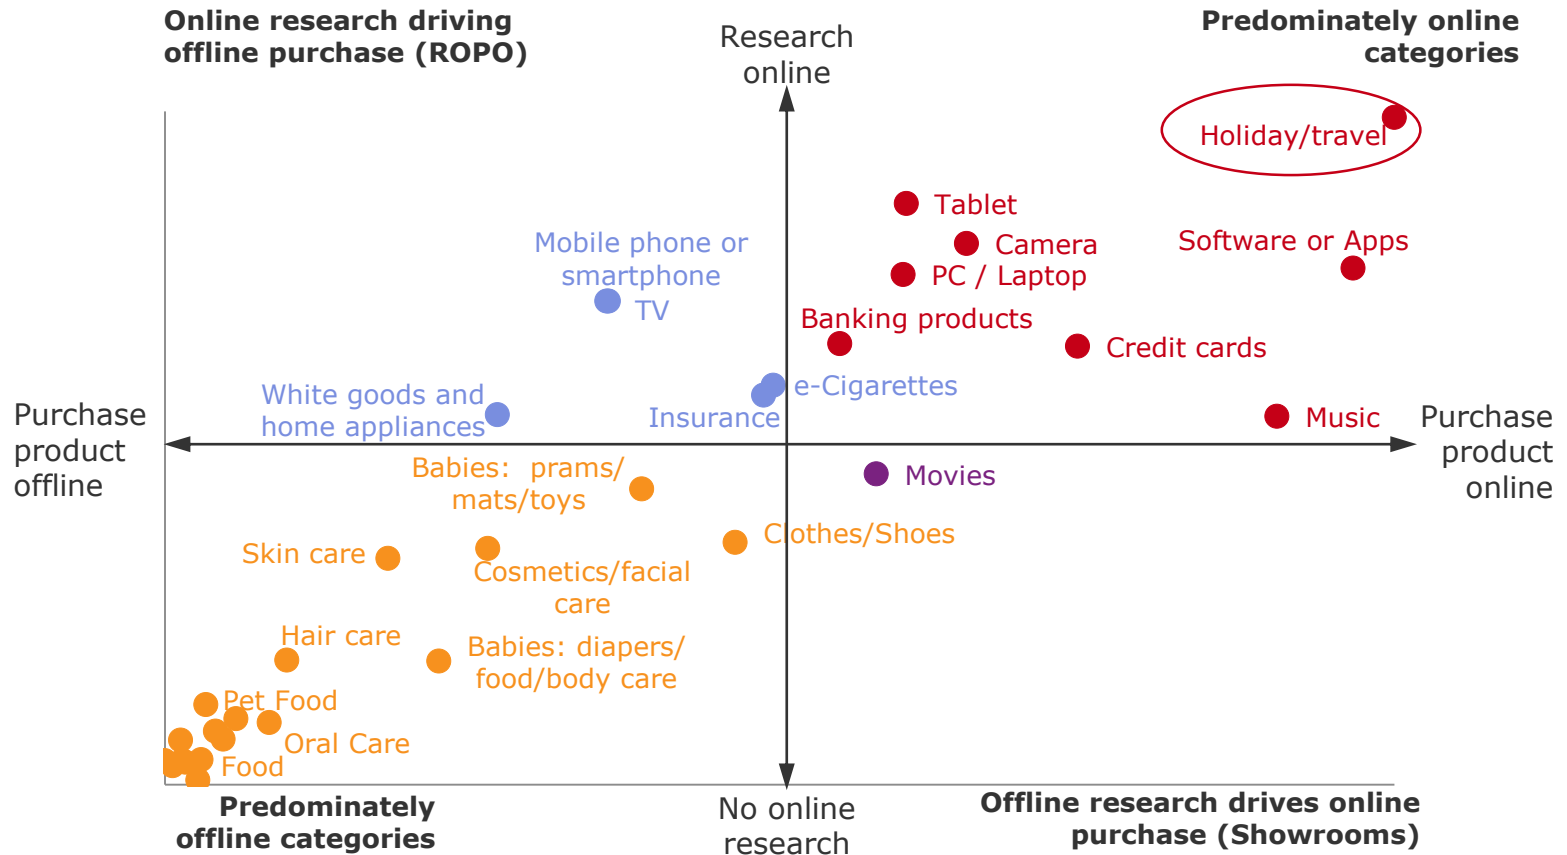 Online research driving
offline purchase (ROPO)
Research
online
Predominately online
categories
Holiday/travel
Tablet
Mobile phone or
smartphone
Camera
Software or Apps
PC / Laptop
TV
Banking products
Credit cards
White goods and
home appliances
e-Cigarettes
Insurance
Music
Purchase
product
offline
Purchase
product
online
Babies:  prams/
mats/toys
Movies
Skin care
Clothes/Shoes
Cosmetics/facial
care
Hair care
Babies: diapers/
food/body care
Pet Food
Oral Care
Food
Predominately
offline categories
No online
research
Offline research drives online
purchase (Showrooms)